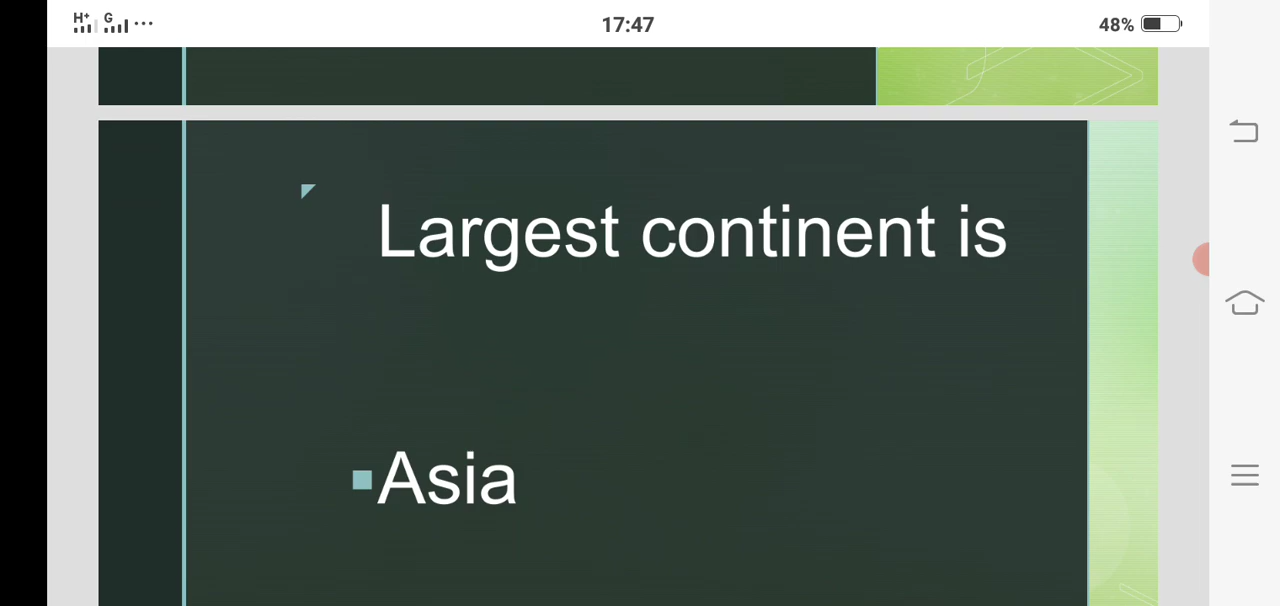 H+ G ... 17:47 48%
Largest continent is
Asia